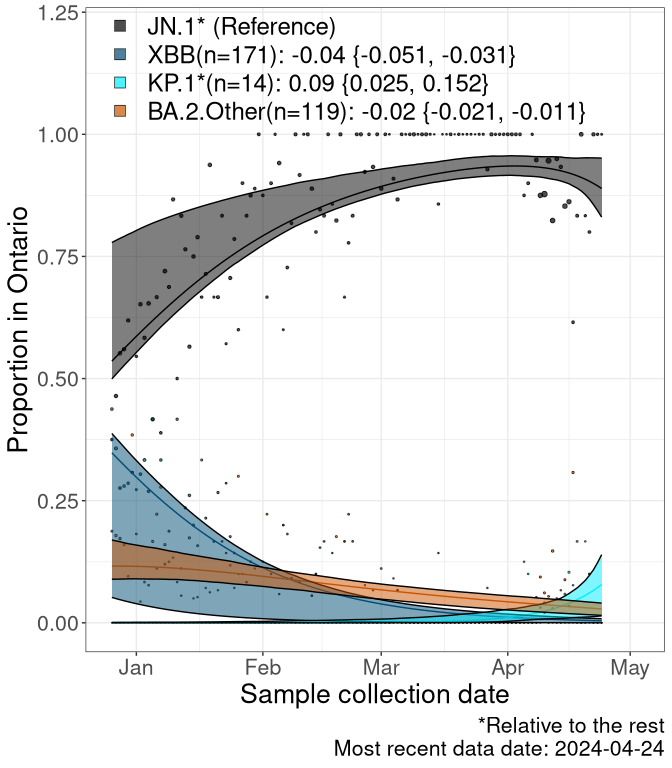 1.25
JN.1* (Reference)
XBB(n=171): -0.04 {-0.051, -0.031}
KP.1*(n=14): 0.09 {0.025, 0.152}
BA.2.Other(n=119): -0.02 {-0.021, -0.011}
1.00
0.75
0.50
0.25
0.00
Proportion in Ontario
Jan Feb Mar Apr May
Sample collection date
*Relative to the rest
Most recent data date: 2024-04-24